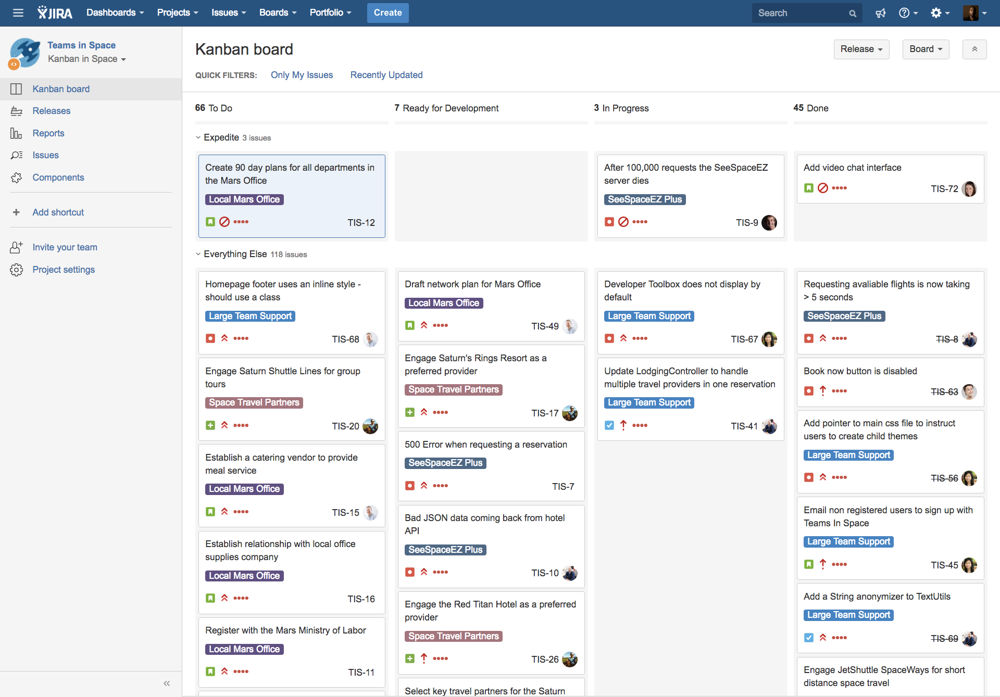 JIRA Dashboards Projects Issues Boards Portfolio Create Search
Teams in Space
Kanban in Space
Kanban board
Releases
Reports
Issues
Components
Add shortcut
Invite your team
Project settings
Kanban board
Release Board
QUICK FILTERS: Only My Issues Recently Updated
66 To Do
7 Ready for Development
3 In Progress
45 Done
Expedite 3 issues
Create 90 day plans for all departments in
the Mars Office
Local Mars Office
TIS-12
After 100,000 requests the SeeSpaceEZ
server dies
SeeSpaceEZ Plus
TIS-9
Add video chat interface
TIS-72
Everything Else 118 issues
Homepage footer uses an inline style -
should use a class
Large Team Support
TIS-68
Engage Saturn Shuttle Lines for group
tours
Space Travel Partners
TIS-20
Establish a catering vendor to provide
meal service
Local Mars Office
TIS-15
Establish relationship with local office
supplies company
Local Mars Office
TIS-16
Register with the Mars Ministry of Labor
Local Mars Office
TIS-11
Draft network plan for Mars Office
Local Mars Office
TIS-49
Engage Saturn's Rings Resort as a
preferred provider
Space Travel Partners
TIS-17
500 Error when requesting a reservation
SeeSpaceEZ Plus
TIS-7
Bad JSON data coming back from hotel
API
SeeSpaceEZ Plus
TIS-10
Engage the Red Titan Hotel as a preferred
provider
Space Travel Partners
TIS-26
Select key travel partners for the Saturn
Developer Toolbox does not display by
default
Large Team Support
TIS-67
Update LodgingController to handle
multiple travel providers in one reservation
Large Team Support
TIS-41
Requesting avaliable flights is now taking
> 5 seconds
SeeSpaceEZ Plus
TIS-8
Book now button is disabled
TIS-63
Add pointer to main css file to instruct
users to create child themes
Large Team Support
TIS-56
Email non registered users to sign up with
Teams In Space
Large Team Support
TIS-45
Add a String anonymizer to TextUtils
Large Team Support
TIS-69
Engage JetShuttle SpaceWays for short
distance space travel